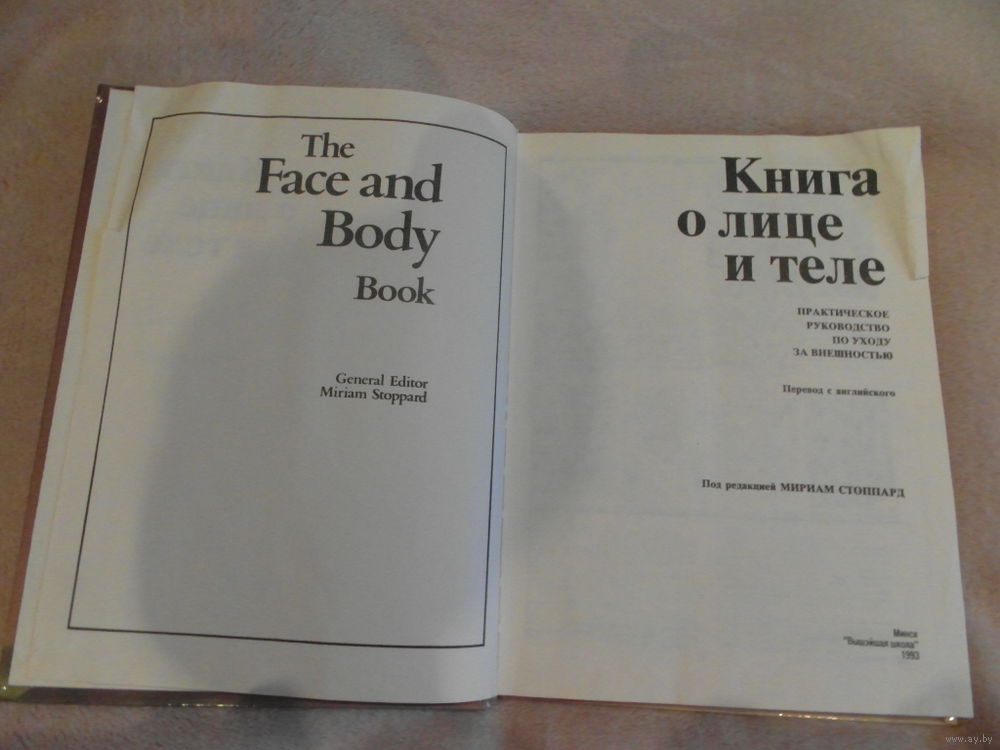 The
Face and
Body
Book
General Editor
Miriam Stoppard
Книга
о лице
и теле
ПРАКТИЧЕСКОЕ
РУКОВОДСТВО
ПО УХОДУ
ЗА ВНЕШНОСТЬЮ
Перевод с английского
Под редакцией МИРИАМ СТОППАРД
Минск
"Вышэйшая школа"
1993
www.ay.by